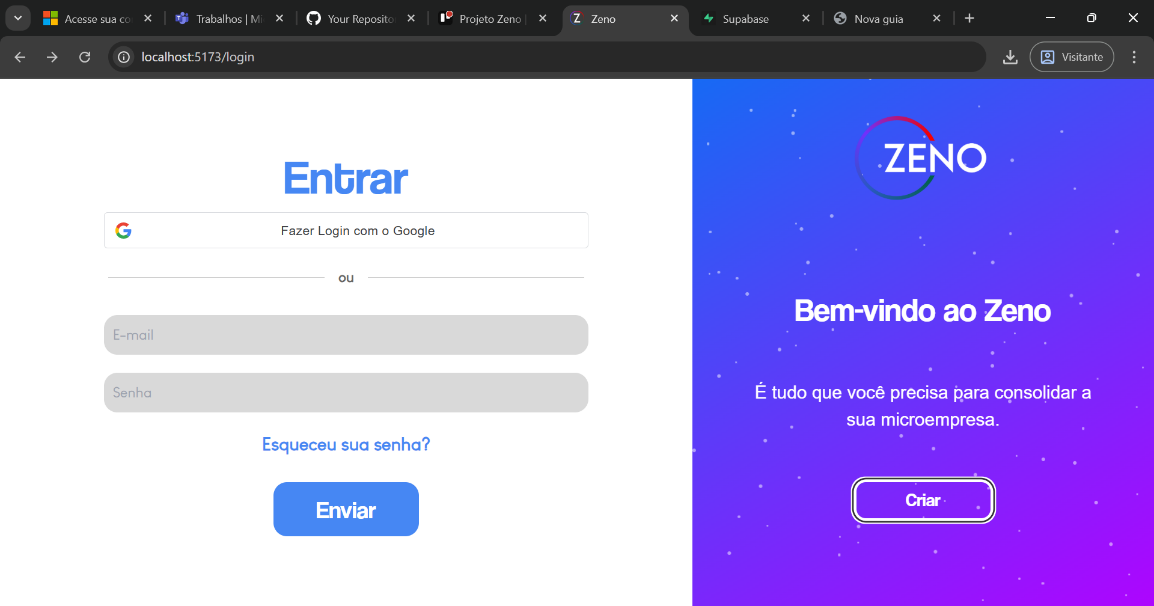 Acesse sua co
Trabalhos | Mi
Your Reposito
Projeto Zeno |
Zeno
Supabase
Nova guia
localhost:5173/login
Visitante
Entrar
Fazer Login com o Google
ou
E-mail
Senha
Esqueceu sua senha?
Enviar
ZENO
Bem-vindo ao Zeno
É tudo que você precisa para consolidar a
sua microempresa.
Criar